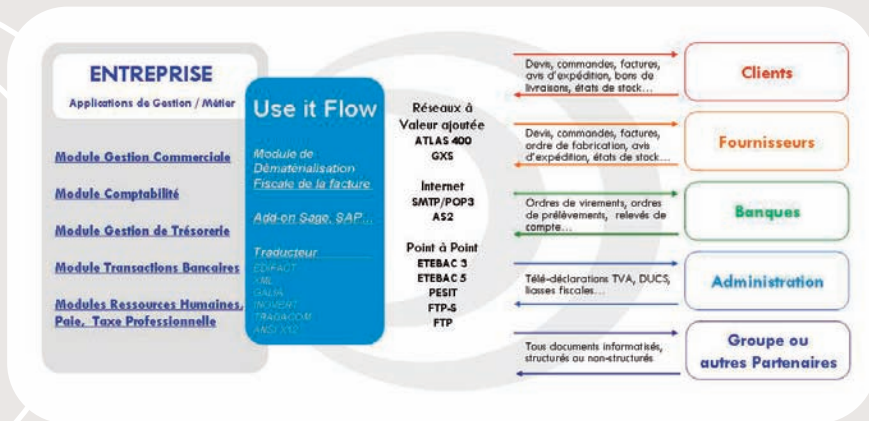 ENTREPRISE
Applications de Gestion / Métier
Module Gestion Commerciale
Module Comptabilité
Module Gestion de Trésorerie
Module Transactions Bancaires
Modules Ressources Humaines,
Paie, Taxe Professionnelle
Use it Flow
Module de
Dématérialisation
Fiscale de la facture
Add-on Sage, SAP...
Traducteur
EDIFACT
XML
GALIA
INOVERT
TRADACOM
ANSI X12
Réseaux à
Valeur ajoutée
ATLAS 400
GXS
Internet
SMTP/POP3
AS2
Point à Point
ETEBAC 3
ETEBAC 5
PESIT
FTP-S
FTP
Devis, commandes, factures,
avis d'expédition, bons de
livraisons, états de stock...
Clients
Devis, commandes, factures,
ordre de fabrication, avis
d'expédition, états de stock...
Fournisseurs
Ordres de virements, ordres
de prélèvements, relevés de
compte...
Banques
Télé-déclarations TVA, DUCS,
liasses fiscales...
Administration
Tous documents informatisés,
structurés ou non-structurés
Groupe ou
autres Partenaires